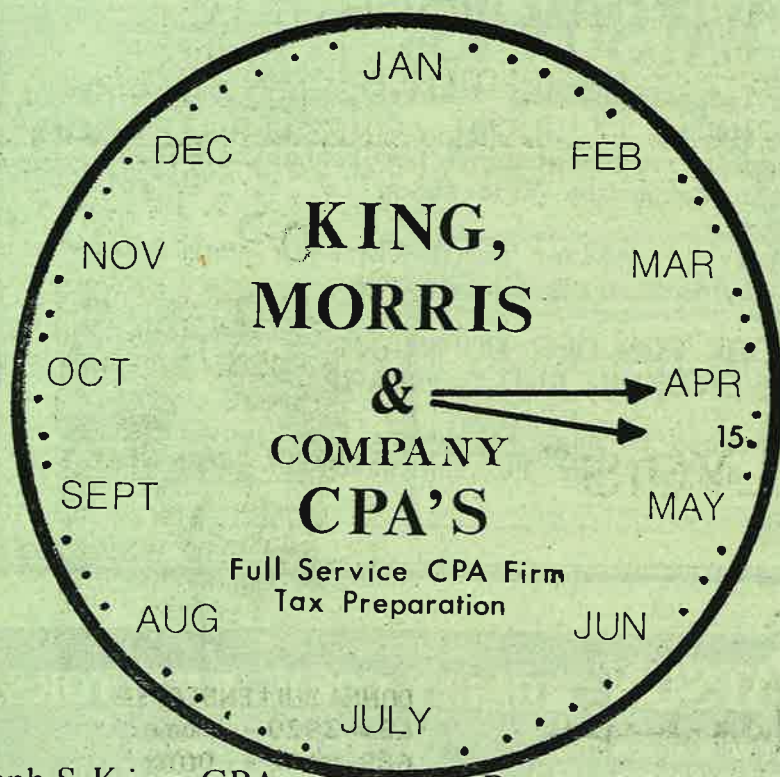 JAN
DEC
FEB
KING,
NOV
MAR
MORRIS
OCT
&
APR
15
COMPANY
SEPT
CPA'S
MAY
Full Service CPA Firm
Tax Preparation
AUG
JUN
JULY